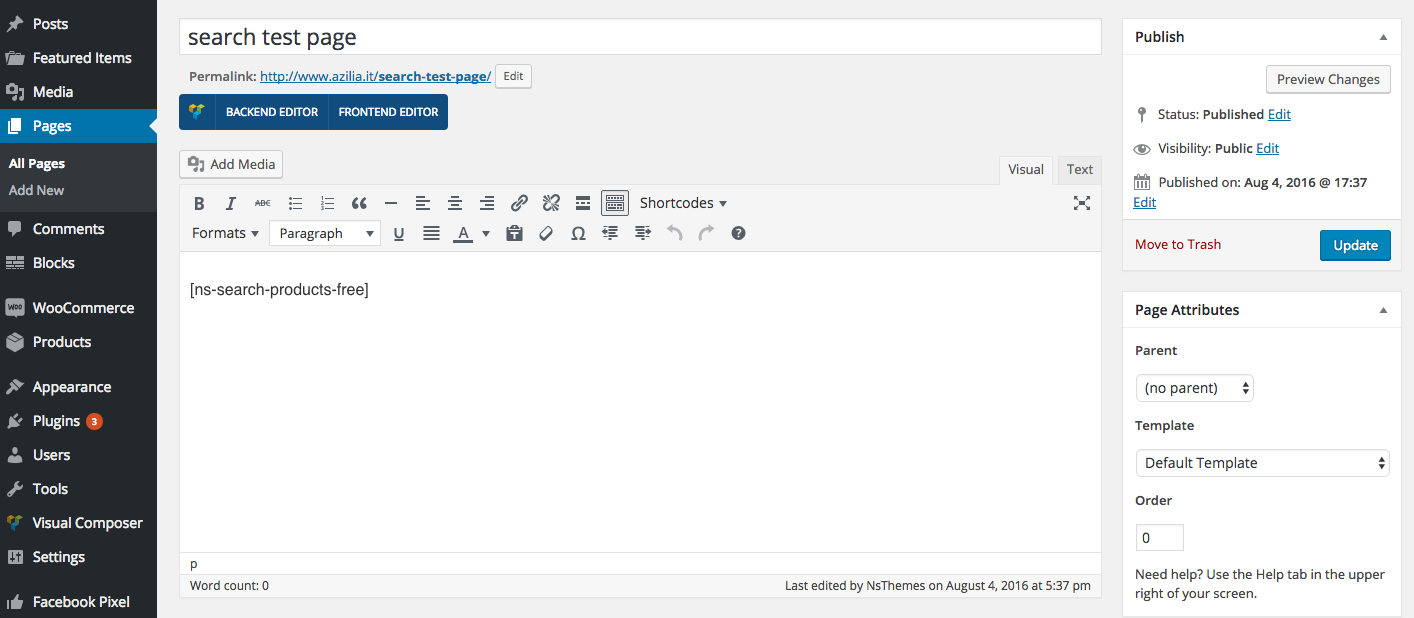 Posts
Featured Items
Media
Pages
All Pages
Add New
Comments
Blocks
WOO WooCommerce
Products
Appearance
Plugins 3
Users
Tools
Visual Composer
Settings
Facebook Pixel
search test page
Permalink: http://www.azilia.it/search-test-page/ Edit
BACKEND EDITOR FRONTEND EDITOR
Add Media
Visual Text
B I ABC Shortcodes
Formats Paragraph U A Ω
[ns-search-products-free]
p
Word count: 0 Last edited by NsThemes on August 4, 2016 at 5:37 pm
Publish
Preview Changes
Status: Published Edit
Visibility: Public Edit
Published on: Aug 4, 2016 @ 17:37
Edit
Move to Trash Update
Page Attributes
Parent
(no parent)
Template
Default Template
Order
0
Need help? Use the Help tab in the upper
right of your screen.